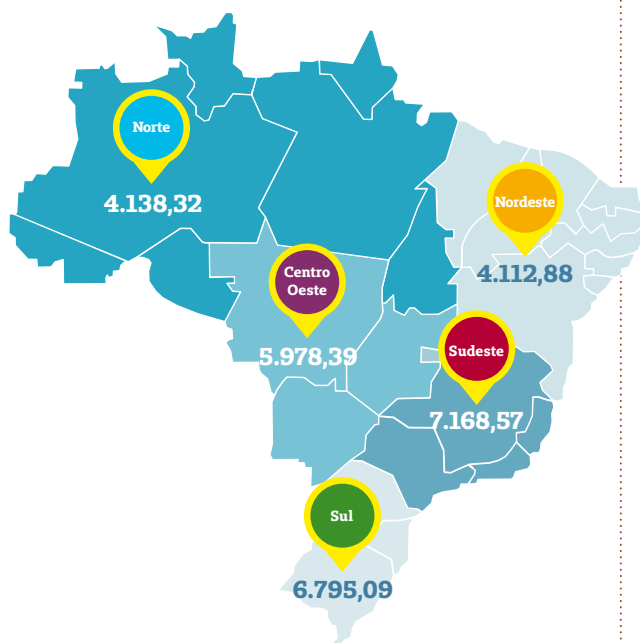 Norte
4.138,32
Nordeste
4.112,88
Centro
Oeste
5.978,39
Sudeste
7.168,57
Sul
6.795,09